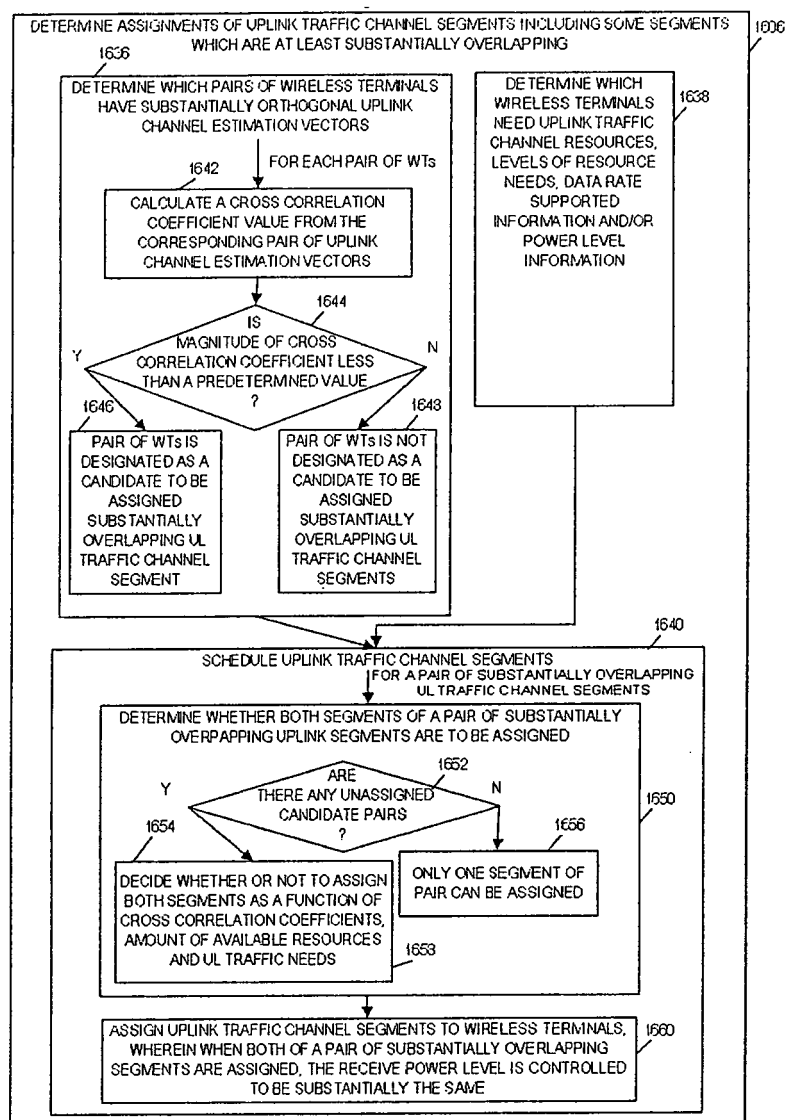 DETERMINE ASSIGNMENTS OF UPLINK TRAFFIC CHANNEL SEGMENTS INCLUDING SOME SEGMENTS
WHICH ARE AT LEAST SUBSTANTIALLY OVERLAPPING
1606
1636
DETERMINE WHICH PAIRS OF WIRELESS TERMINALS
HAVE SUBSTANTIALLY ORTHOGONAL UPLINK
CHANNEL ESTIMATION VECTORS
FOR EACH PAIR OF WTs
1642
CALCULATE A CROSS CORRELATION
COEFFICIENT VALUE FROM THE
CORRESPONDING PAIR OF UPLINK
CHANNEL ESTIMATION VECTORS
1644
IS
MAGNITUDE OF CROSS
CORRELATION COEFFICIENT LESS
THAN A PREDETERMNED VALUE
?
Y
N
1646
PAIR OF WTs IS
DESIGNATED AS A
CANDIDATE TO BE
ASSIGNED
SUBSTANTIALLY
OVERLAPPING UL
TRAFFIC CHANNEL
SEGMENT
1648
PAIR OF WTs IS NOT
DESIGNATED AS A
CANDIDATE TO BE
ASSIGNED
SUBSTANTIALLY
OVERLAPPING UL
TRAFFIC CHANNEL
SEGMENTS
1638
DETERMINE WHICH
WIRELESS TERMINALS
NEED UPLINK TRAFFIC
CHANNEL RESOURCES,
LEVELS OF RESOURCE
NEEDS, DATA RATE
SUPPORTED
INFORMATION AND/OR
POWER LEVEL
INFORMATION
1640
SCHEDULE UPLINK TRAFFIC CHANNEL SEGMENTS
FOR A PAIR OF SUBSTANTIALLY OVERLAPPING
UL TRAFFIC CHANNEL SEGMENTS
DETERMINE WHETHER BOTH SEGMENTS OF A PAIR OF SUBSTANTIALLY
OVERPAPPING UPLINK SEGMENTS ARE TO BE ASSIGNED
1650
1652
ARE
THERE ANY UNASSIGNED
CANDIDATE PAIRS
?
Y
N
1654
DECIDE WHETHER OR NOT TO ASSIGN
BOTH SEGMENTS AS A FUNCTION OF
CROSS CORRELATION COEFFICIENTS,
AMOUNT OF AVAILABLE RESOURCES
AND UL TRAFFIC NEEDS
1656
ONLY ONE SEGMENT OF
PAIR CAN BE ASSIGNED
1658
ASSIGN UPLINK TRAFFIC CHANNEL SEGMENTS TO WIRELESS TERMINALS,
WHEREIN WHEN BOTH OF A PAIR OF SUBSTANTIALLY OVERLAPPING
SEGMENTS ARE ASSIGNED, THE RECEIVE POWER LEVEL IS CONTROLLED
TO BE SUBSTANTIALLY THE SAME
1660